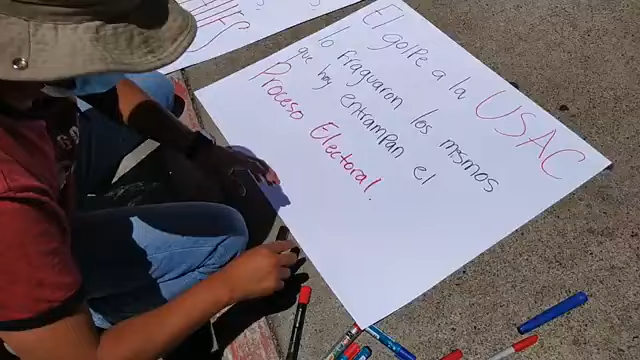 El golpe a la USAC
lo fraguaron los mismos
que hoy entrampan el
Proceso Electoral.